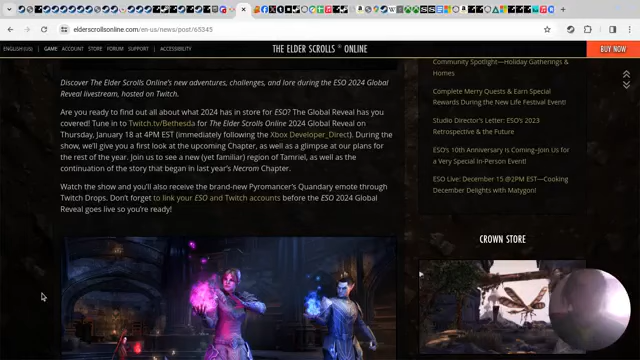 elderscrollsonline.com/en-us/news/post/65345
ENGLISH (US) GAME ACCOUNT STORE FORUM SUPPORT ACCESSIBILITY
THE ELDER SCROLLS ONLINE
BUY NOW
Discover The Elder Scrolls Online's new adventures, challenges, and lore during the ESO 2024 Global
Reveal livestream, hosted on Twitch.
Are you ready to find out all about what 2024 has in store for ESO? The Global Reveal has you
covered! Tune in to Twitch.tv/Bethesda for The Elder Scrolls Online 2024 Global Reveal on
Thursday, January 18 at 4PM EST (immediately following the Xbox Developer_Direct). During the
show, we'll give you a first look at the upcoming Chapter, as well as a glimpse at our plans for
the rest of the year. Join us to see a new (yet familiar) region of Tamriel, as well as the
continuation of the story that began in last year's Necrom Chapter.
Watch the show and you'll also receive the brand-new Pyromancer's Quandary emote through
Twitch Drops. Don't forget to link your ESO and Twitch accounts before the ESO 2024 Global
Reveal goes live so you're ready!
Community Spotlight—Holiday Gatherings &
Homes
Complete Merry Quests & Earn Special
Rewards During the New Life Festival Event!
Studio Director's Letter: ESO's 2023
Retrospective & the Future
ESO's 10th Anniversary is Coming–Join Us for
a Very Special In-Person Event!
ESO Live: December 15 @2PM EST—Cooking
December Delights with Matygon!
CROWN STORE